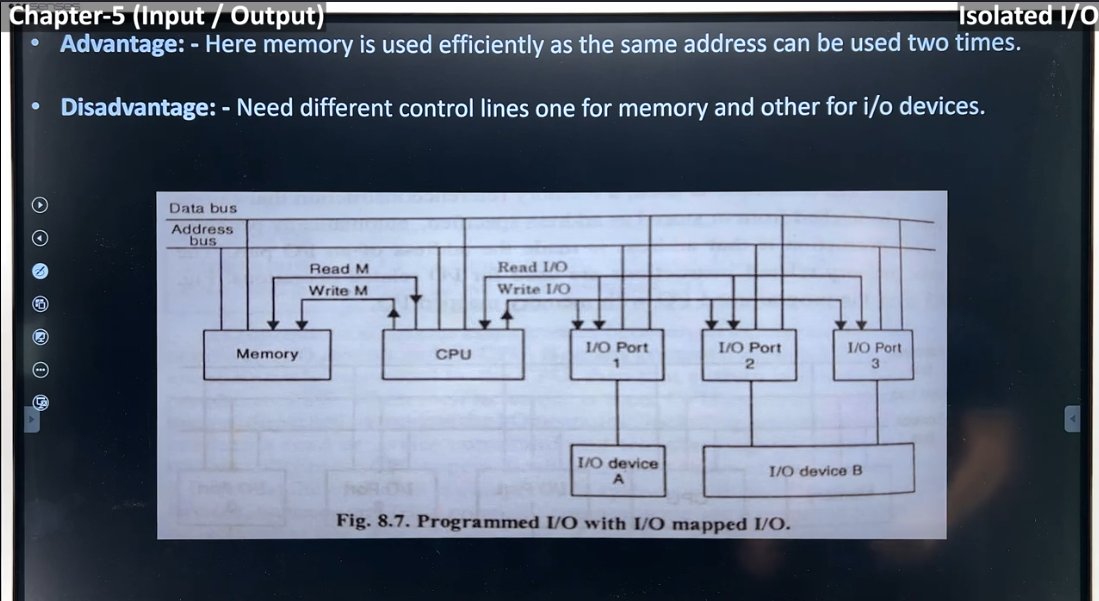 Chapter-5 (Input / Output)
Isolated I/O
• Advantage: - Here memory is used efficiently as the same address can be used two times.
• Disadvantage: - Need different control lines one for memory and other for i/o devices.
Data bus
Address
bus
Read M
Write M
Read I/O
Write I/O
Memory
CPU
I/O Port
1
I/O Port
2
I/O Port
3
I/O device
A
I/O device B
Fig. 8.7. Programmed I/O with I/O mapped I/O.